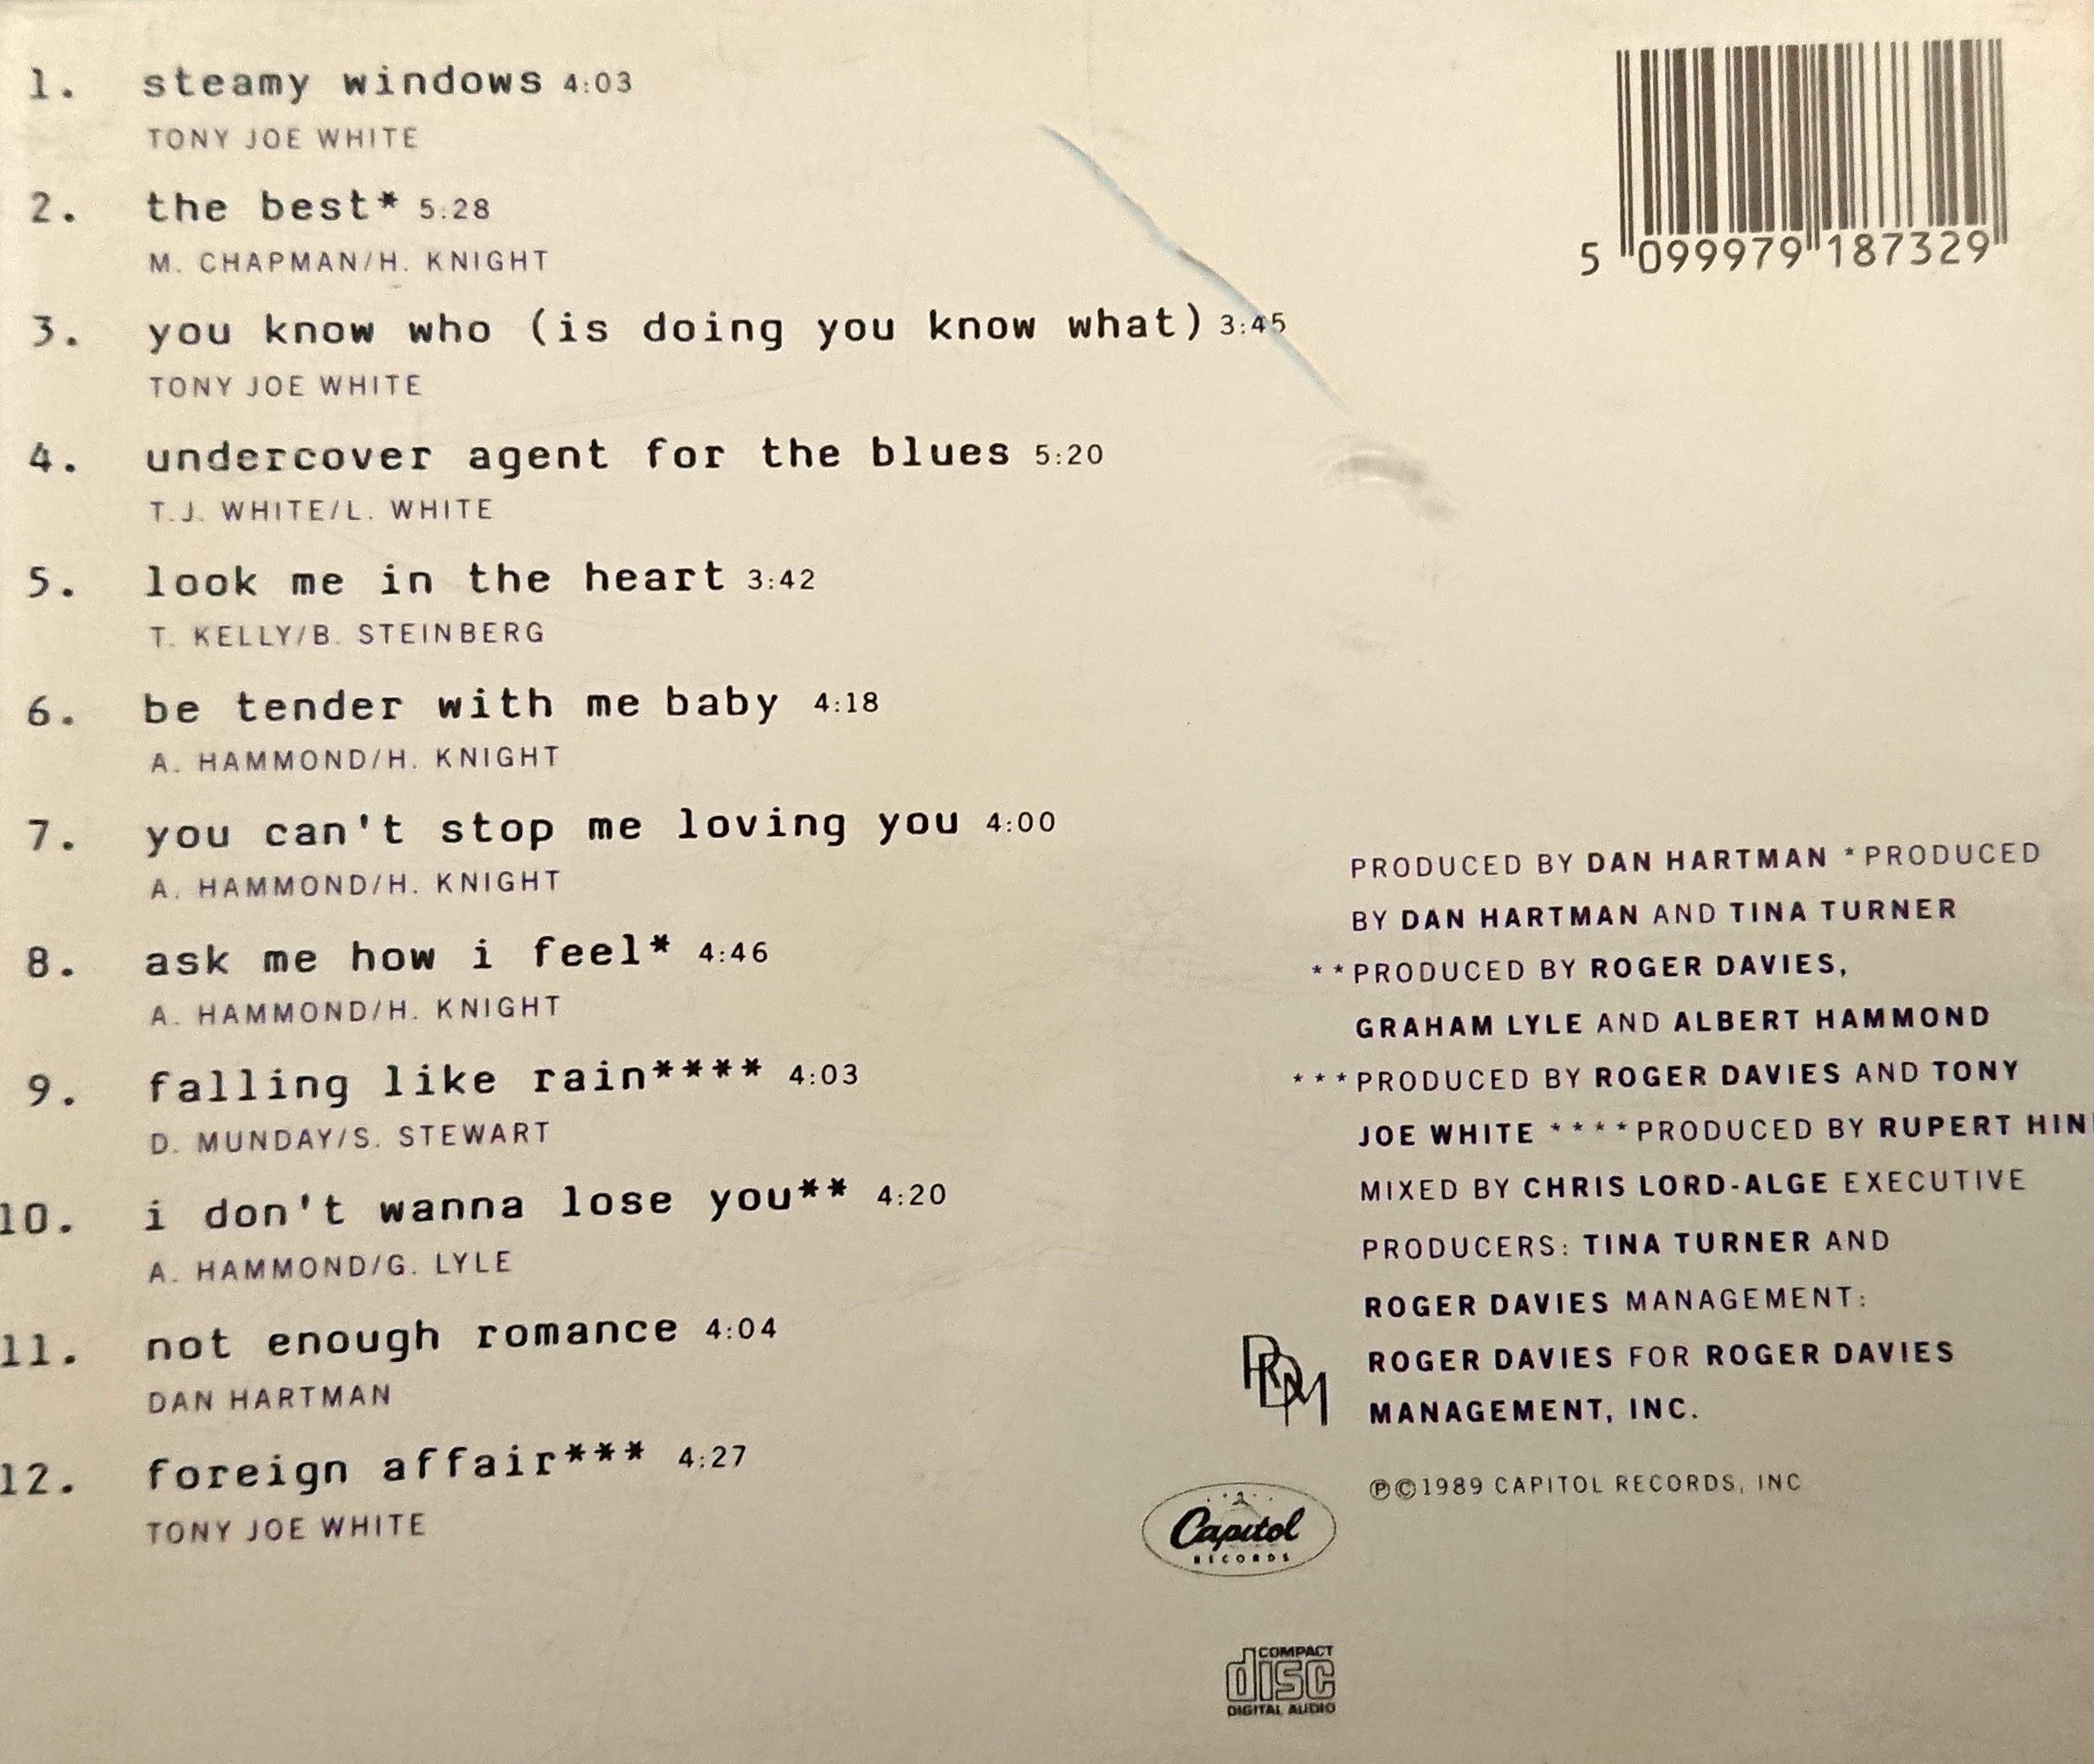 1. steamy windows 4:03
TONY JOE WHITE
2. the best* 5:28
M. CHAPMAN/H. KNIGHT
3. you know who (is doing you know what) 3:45
TONY JOE WHITE
4. undercover agent for the blues 5:20
T.J. WHITE/L. WHITE
5. look me in the heart 3:42
T. KELLY/B. STEINBERG
6. be tender with me baby 4:18
A. HAMMOND/H. KNIGHT
7. you can't stop me loving you 4:00
A. HAMMOND/H. KNIGHT
8. ask me how i feel* 4:46
A. HAMMOND/H. KNIGHT
9. falling like rain**** 4:03
D. MUNDAY/S. STEWART
10. i don't wanna lose you** 4:20
A. HAMMOND/G. LYLE
11. not enough romance 4:04
DAN HARTMAN
12. foreign affair*** 4:27
TONY JOE WHITE
5 099979 187329
PRODUCED BY DAN HARTMAN *PRODUCED
BY DAN HARTMAN AND TINA TURNER
**PRODUCED BY ROGER DAVIES,
GRAHAM LYLE AND ALBERT HAMMOND
***PRODUCED BY ROGER DAVIES AND TONY
JOE WHITE ****PRODUCED BY RUPERT
MIXED BY CHRIS LORD-ALGE EXECUTIVE
PRODUCERS: TINA TURNER AND
ROGER DAVIES MANAGEMENT:
ROGER DAVIES FOR ROGER DAVIES
MANAGEMENT, INC.
RDM
℗©1989 CAPITOL RECORDS, INC
Capitol
RECORDS
COMPACT
disc
DIGITAL AUDIO